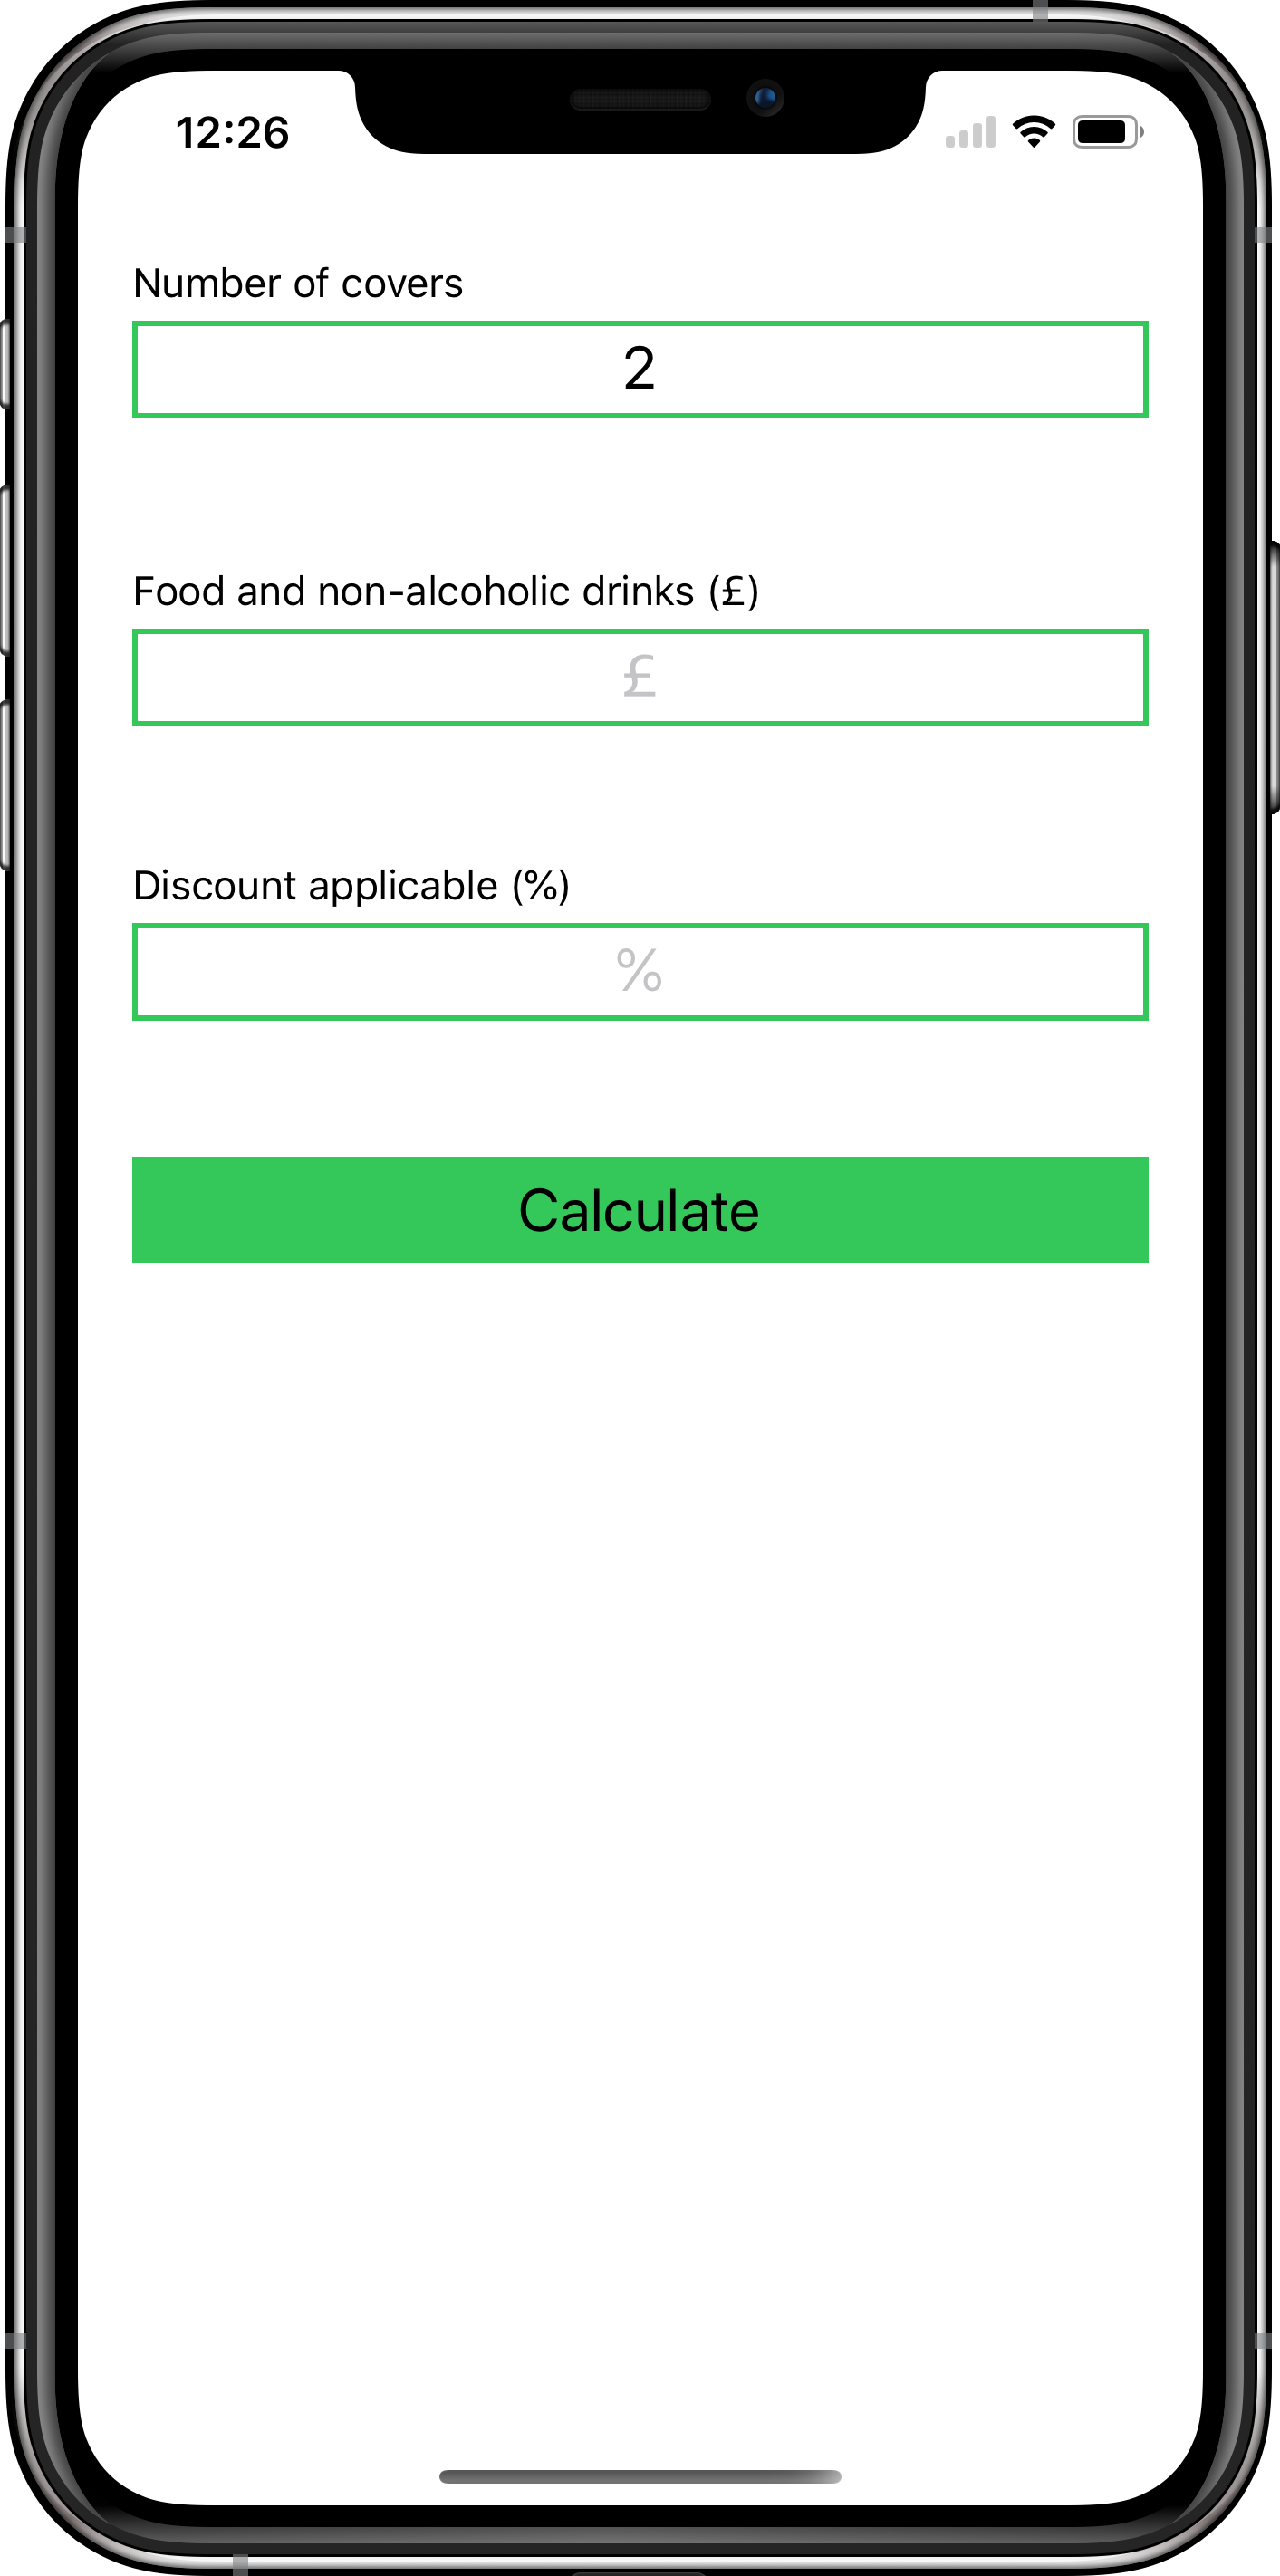 12:26
Number of covers
2
Food and non-alcoholic drinks (£)
£
Discount applicable (%)
%
Calculate